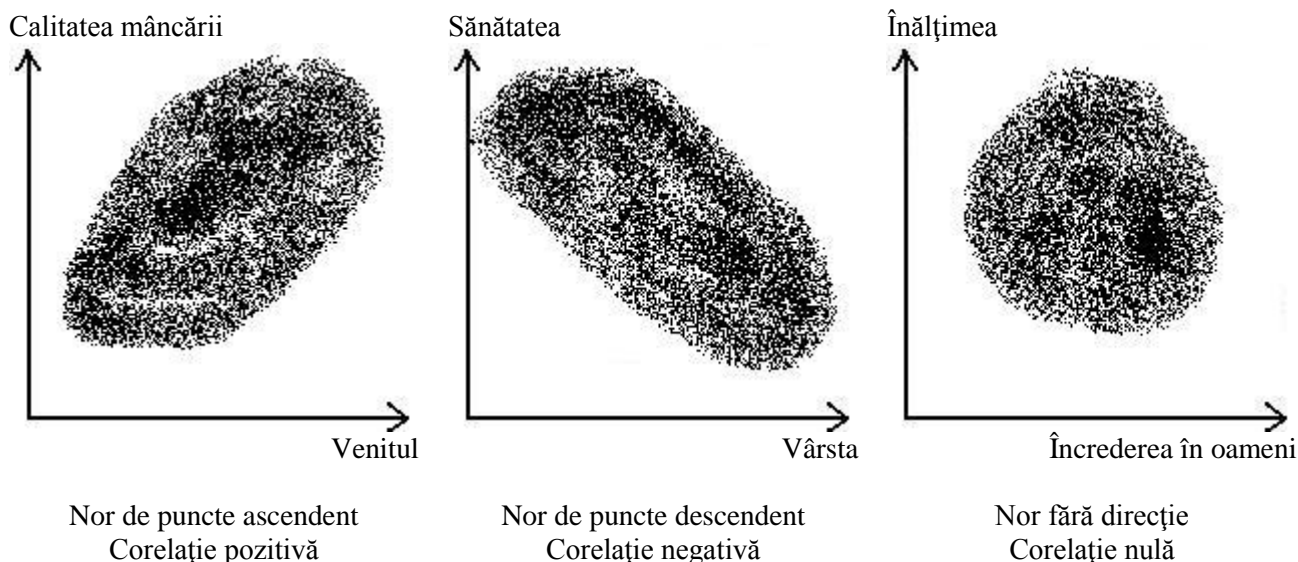 Calitatea mâncării
Sănătatea
Înălţimea
Venitul
Vârsta
Încrederea în oameni
Nor de puncte ascendent
Corelaţie pozitivă
Nor de puncte descendent
Corelaţie negativă
Nor fără direcţie
Corelaţie nulă